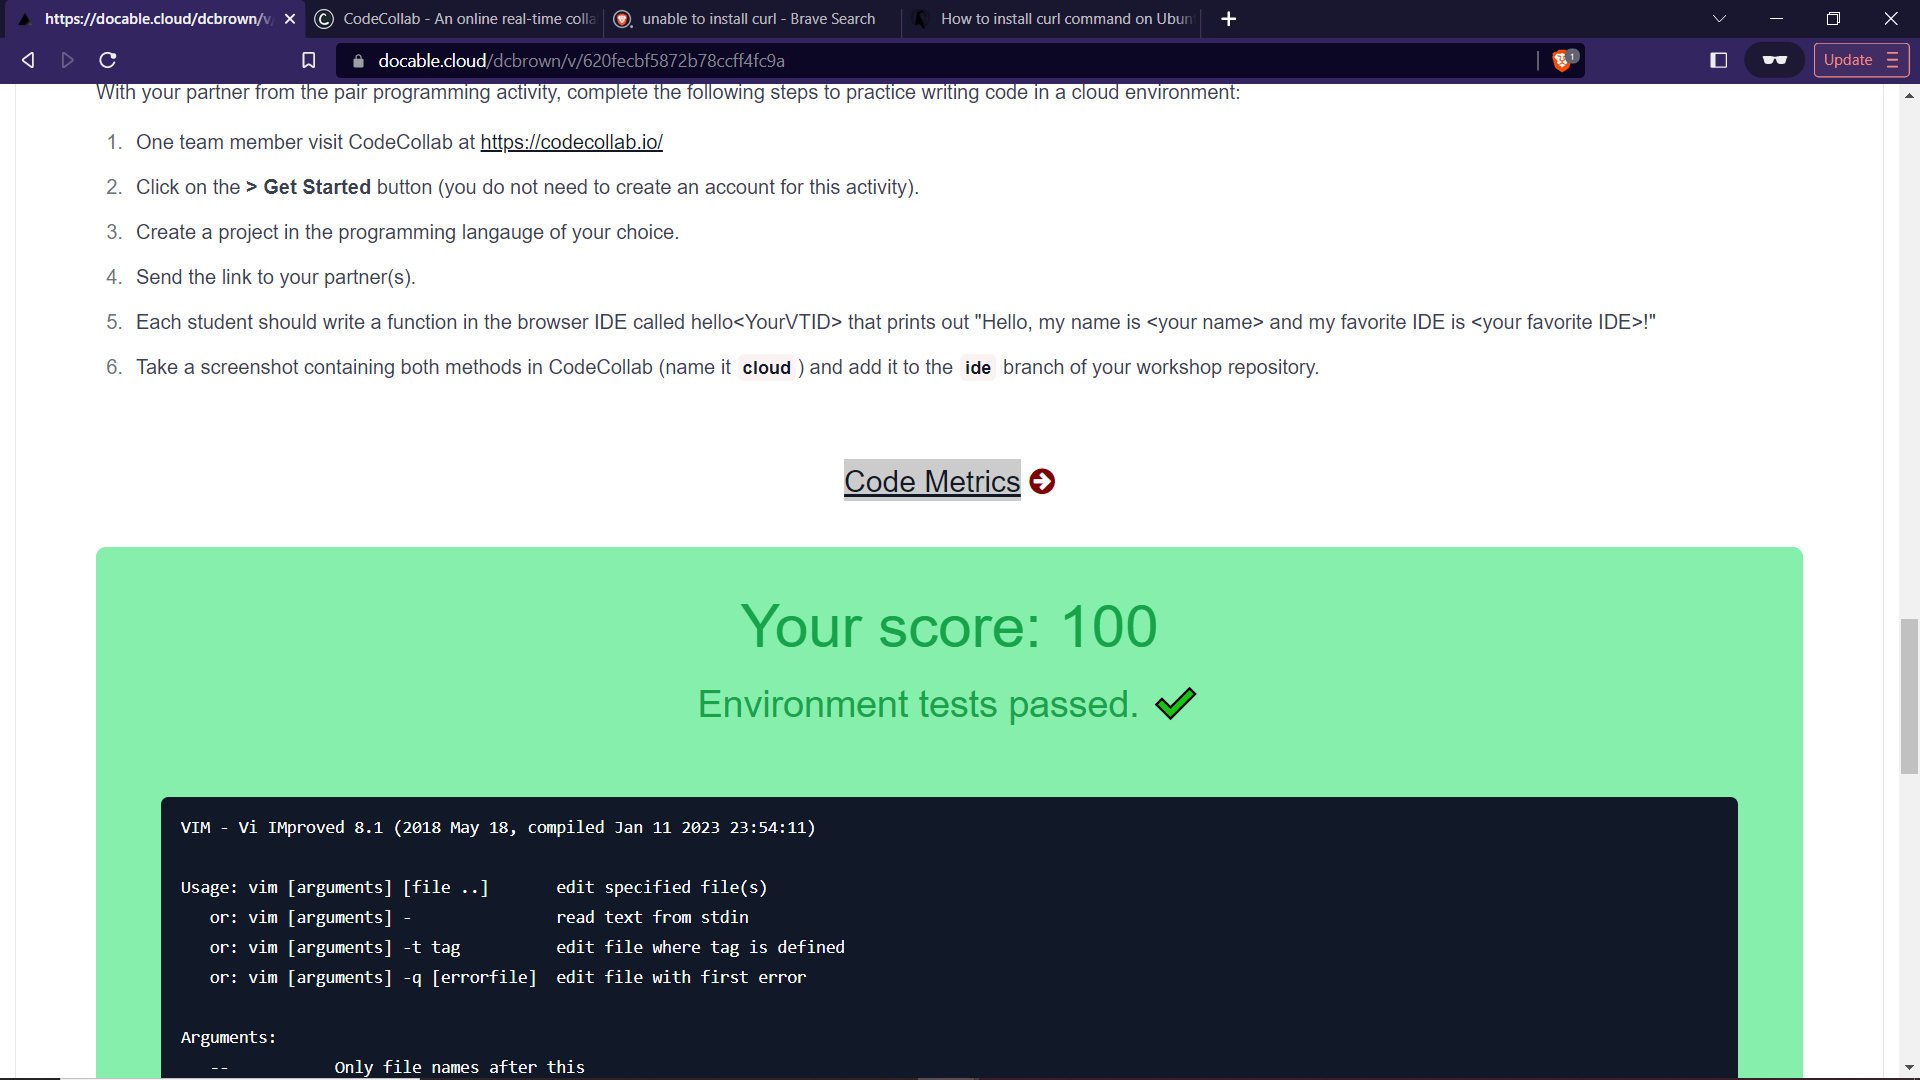 https://docable.cloud/dcbrown/v/
CodeCollab - An online real-time colla
unable to install curl - Brave Search
How to install curl command on Ubun
docable.cloud/dcbrown/v/620fecbf5872b78ccff4fc9a
1
Update
With your partner from the pair programming activity, complete the following steps to practice writing code in a cloud environment:
1. One team member visit CodeCollab at https://codecollab.io/
2. Click on the > Get Started button (you do not need to create an account for this activity).
3. Create a project in the programming langauge of your choice.
4. Send the link to your partner(s).
5. Each student should write a function in the browser IDE called hello<YourVTID> that prints out "Hello, my name is <your name> and my favorite IDE is <your favorite IDE>!"
6. Take a screenshot containing both methods in CodeCollab (name it cloud ) and add it to the ide branch of your workshop repository.
Code Metrics
Your score: 100
Environment tests passed.
VIM - Vi IMproved 8.1 (2018 May 18, compiled Jan 11 2023 23:54:11)
Usage: vim [arguments] [file ..]       edit specified file(s)
or: vim [arguments] -               read text from stdin
or: vim [arguments] -t tag          edit file where tag is defined
or: vim [arguments] -q [errorfile]  edit file with first error
Arguments:
--           Only file names after this